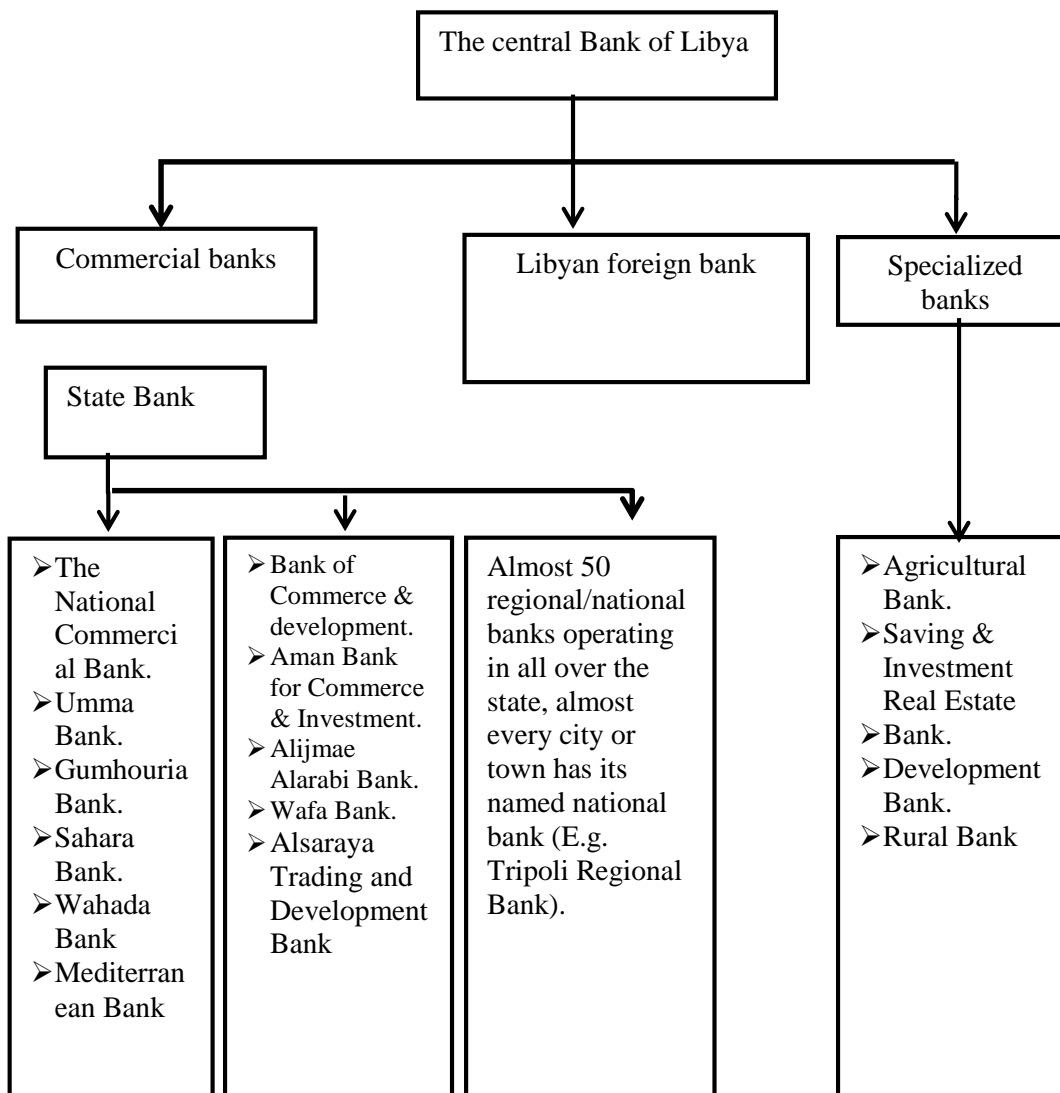 The central Bank of Libya
Commercial banks
Libyan foreign bank
Specialized
banks
State Bank
➢The
National
Commerci
al Bank.
➢Umma
Bank.
➢Gumhouria
Bank.
➢Sahara
Bank.
➢Wahada
Bank
➢Mediterran
ean Bank
➢Bank of
Commerce &
development.
➢Aman Bank
for Commerce
& Investment.
➢Alijmae
Alarabi Bank.
➢Wafa Bank.
➢Alsaraya
Trading and
Development
Bank
Almost 50
regional/national
banks operating
in all over the
state, almost
every city or
town has its
named national
bank (E.g.
Tripoli Regional
Bank).
➢Agricultural
Bank.
➢Saving &
Investment
Real Estate
➢Bank.
➢Development
Bank.
➢Rural Bank